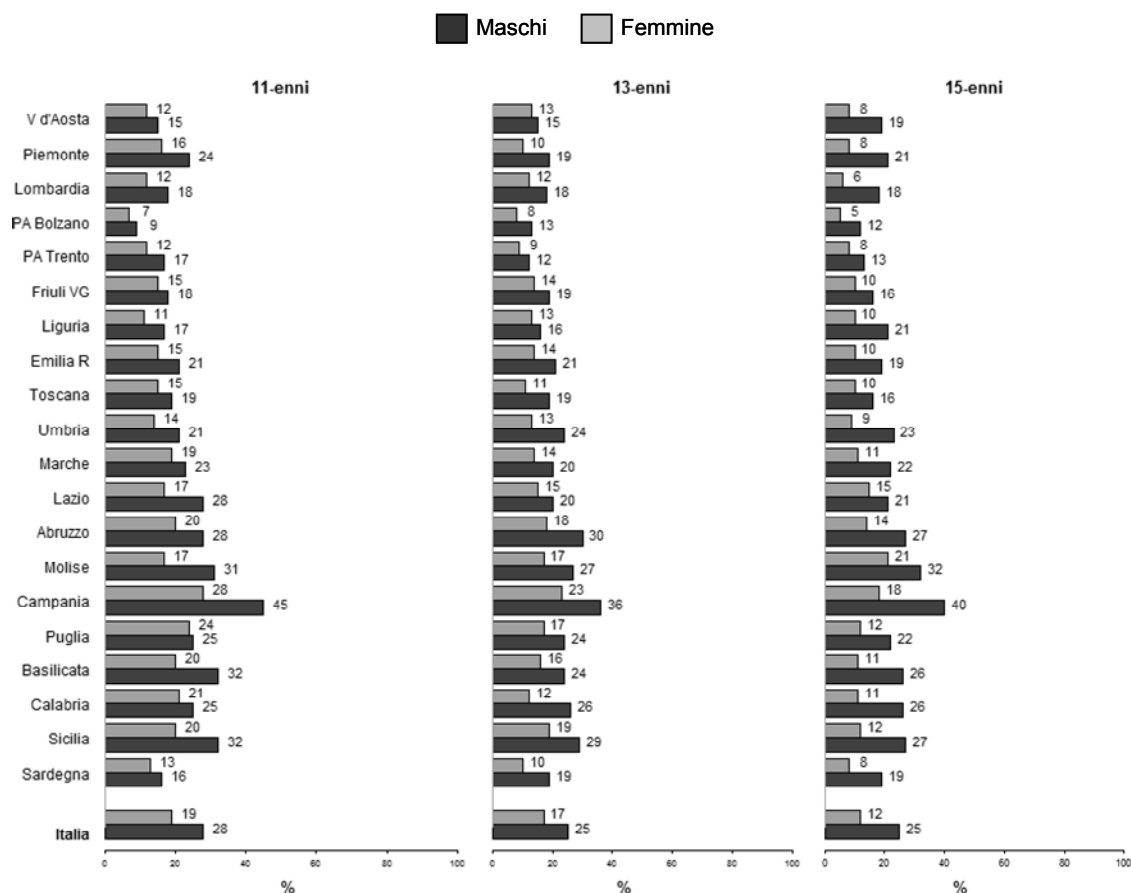 Maschi Femmine
11-enni 13-enni 15-enni
12 13 8
V d'Aosta 15 15 19
16 10 8
Piemonte 24 19 21
12 12 6
Lombardia 18 18 18
7 8 5
PA Bolzano 9 13 12
12 9 8
PA Trento 17 12 13
15 14 10
Friuli VG 18 19 16
11 13 10
Liguria 17 16 21
15 14 10
Emilia R 21 21 19
15 11 10
Toscana 19 19 16
14 13 9
Umbria 21 24 23
19 14 11
Marche 23 20 22
17 15 15
Lazio 28 20 21
20 18 14
Abruzzo 28 30 27
17 17 21
Molise 31 27 32
28 23 18
Campania 45 36 40
24 17 12
Puglia 25 24 22
20 16 11
Basilicata 32 24 26
21 12 11
Calabria 25 26 26
20 19 12
Sicilia 32 29 27
13 10 8
Sardegna 16 19 19
19 17 12
Italia 28 25 25
0 20 40 60 80 100 0 20 40 60 80 100 0 20 40 60 80 100
% % %